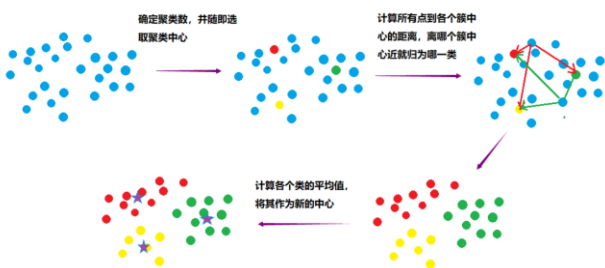 确定聚类数，并随即选
取聚类中心
计算所有点到各个簇中
心的距离，离哪个簇中
心近就归为哪一类
计算各个类的平均值，
将其作为新的中心